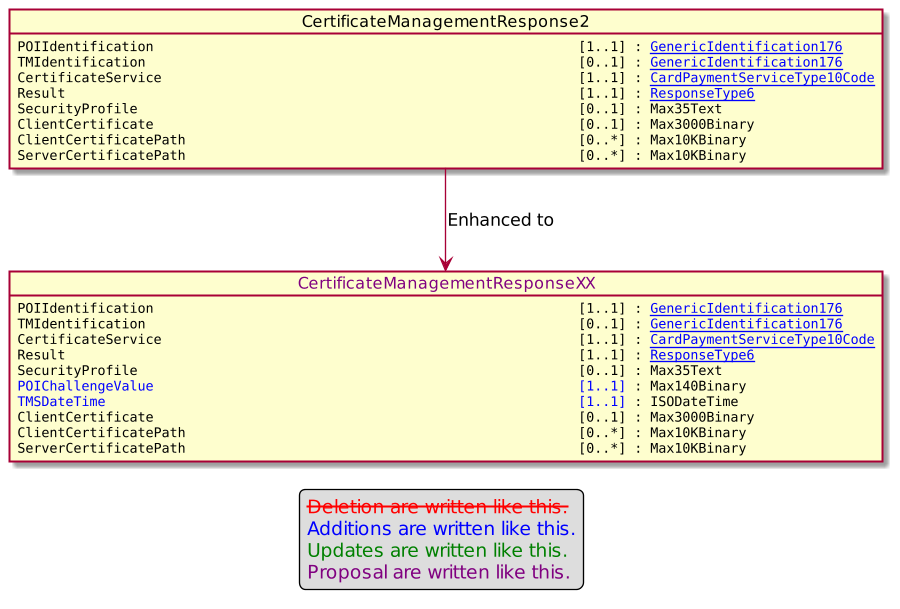 CertificateManagementResponse2
POIIdentification [1..1] : GenericIdentification176
TMIdentification [0..1] : GenericIdentification176
CertificateService [1..1] : CardPaymentServiceType10Code
Result [1..1] : ResponseType6
SecurityProfile [0..1] : Max35Text
ClientCertificate [0..1] : Max3000Binary
ClientCertificatePath [0..*] : Max10KBinary
ServerCertificatePath [0..*] : Max10KBinary
Enhanced to
CertificateManagementResponseXX
POIIdentification [1..1] : GenericIdentification176
TMIdentification [0..1] : GenericIdentification176
CertificateService [1..1] : CardPaymentServiceType10Code
Result [1..1] : ResponseType6
SecurityProfile [0..1] : Max35Text
POIChallengeValue [1..1] : Max140Binary
TMSDateTime [1..1] : ISODateTime
ClientCertificate [0..1] : Max3000Binary
ClientCertificatePath [0..*] : Max10KBinary
ServerCertificatePath [0..*] : Max10KBinary
Deletion are written like this.
Additions are written like this.
Updates are written like this.
Proposal are written like this.